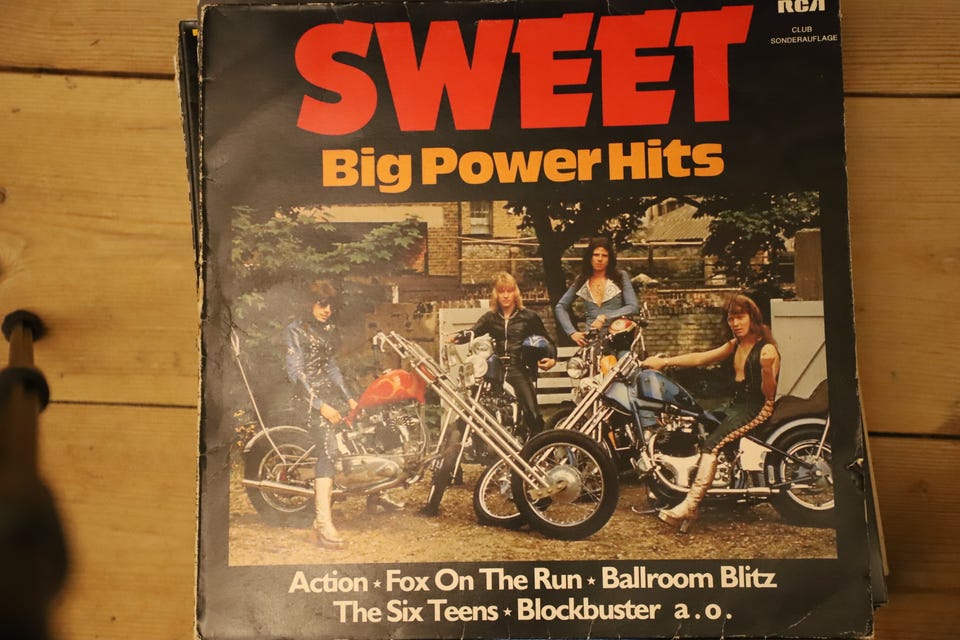 RCA
CLUB
SONDERAUFLAGE
SWEET
Big Power Hits
Action ★ Fox On The Run ★ Ballroom Blitz
The Six Teens ★ Blockbuster a.o.